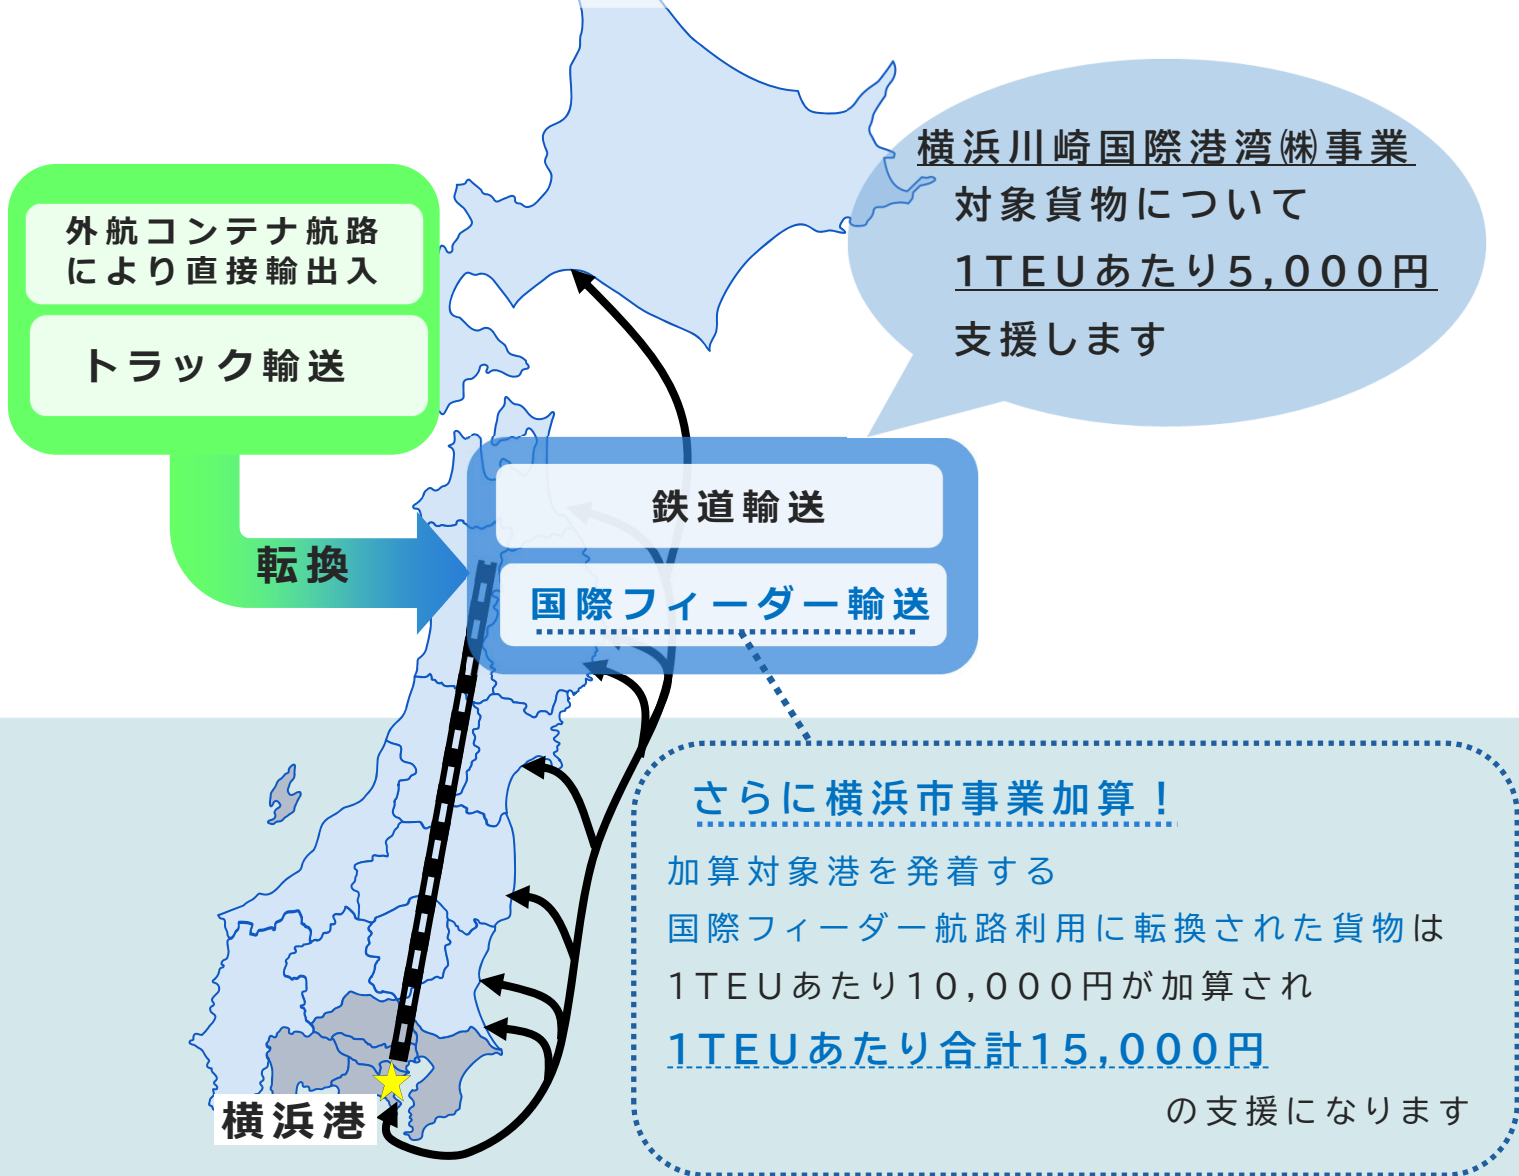 横浜川崎国際港湾㈱事業
対象貨物について
1TEUあたり5,000円
支援します
外航コンテナ航路
により直接輸出入
トラック輸送
転換
鉄道輸送
国際フィーダー輸送
さらに横浜市事業加算！
加算対象港を発着する
国際フィーダー航路利用に転換された貨物は
1TEUあたり10,000円が加算され
1TEUあたり合計15,000円
の支援になります
横浜港